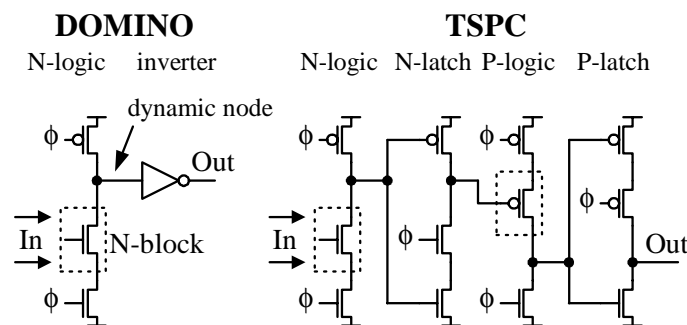 DOMINO
TSPC
N-logic inverter
N-logic N-latch P-logic P-latch
dynamic node
ϕ
ϕ
ϕ
Out
ϕ
In
N-block
In
ϕ
Out
ϕ
ϕ
ϕ